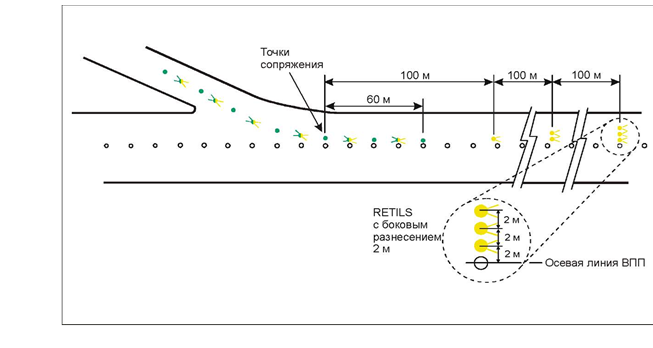 Точки
сопряжения
100 м
100 м
100 м
60 м
RETILS
с боковым
разнесением
2 м
2 м
2 м
2 м
Осевая линия ВПП